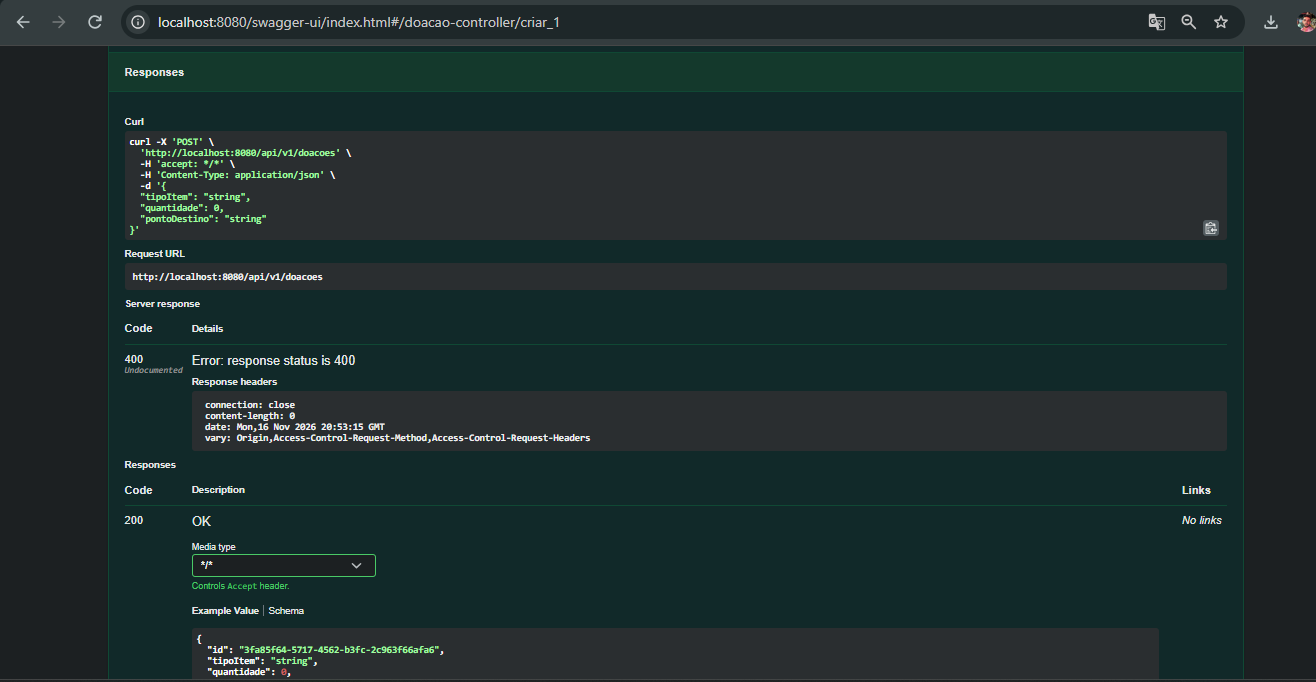 localhost:8080/swagger-ui/index.html#/doacao-controller/criar_1
Responses
Curl
curl -X 'POST' \
'http://localhost:8080/api/v1/doacoes' \
-H 'accept: */*' \
-H 'Content-Type: application/json' \
-d '{
"tipoItem": "string",
"quantidade": 0,
"pontoDestino": "string"
}'
Request URL
http://localhost:8080/api/v1/doacoes
Server response
Code Details
400 Error: response status is 400
Undocumented
Response headers
connection: close
content-length: 0
date: Mon,16 Nov 2026 20:53:15 GMT
vary: Origin,Access-Control-Request-Method,Access-Control-Request-Headers
Responses
Code Description Links
200 OK No links
Media type
*/*
Controls Accept header.
Example Value | Schema
{
"id": "3fa85f64-5717-4562-b3fc-2c963f66afa6",
"tipoItem": "string",
"quantidade": 0,